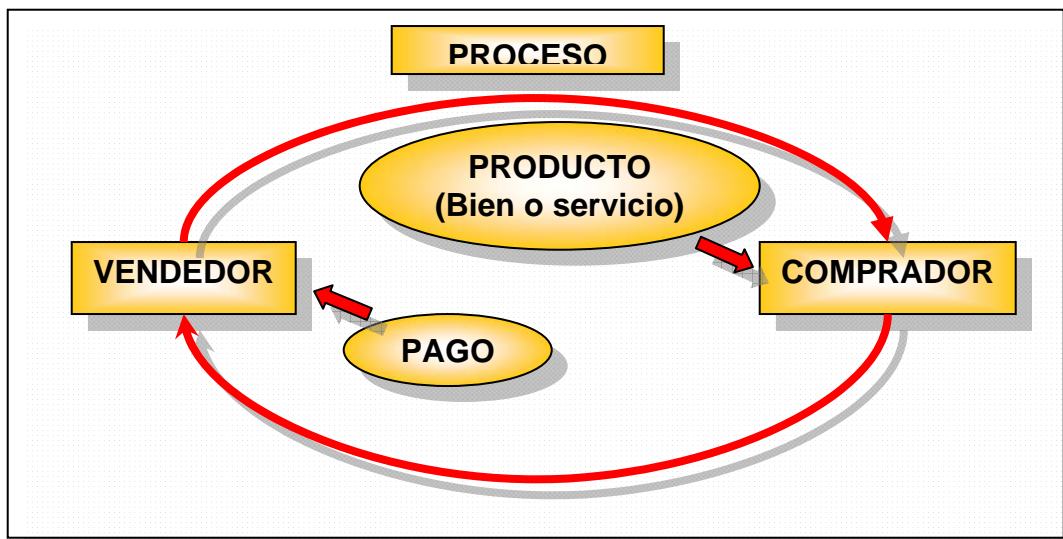 PROCESO
PRODUCTO
(Bien o servicio)
VENDEDOR
COMPRADOR
PAGO